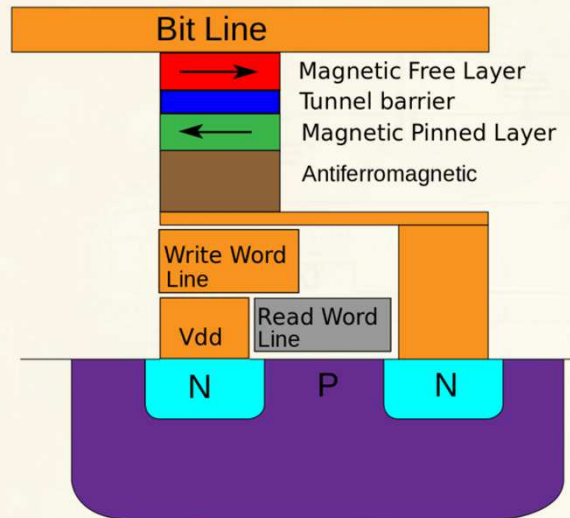 Bit Line
Magnetic Free Layer
Tunnel barrier
Magnetic Pinned Layer
Antiferromagnetic
Write Word
Line
Vdd
Read Word
Line
N
P
N